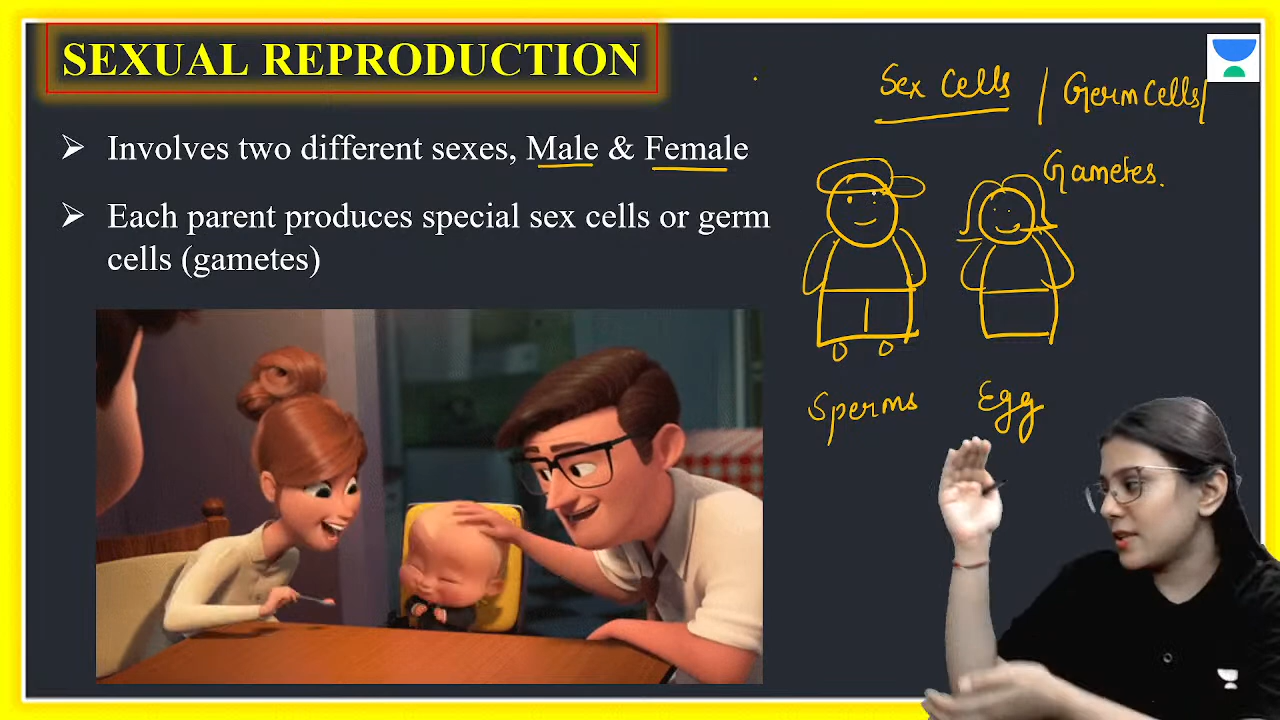 SEXUAL REPRODUCTION
Sex Cells / Germ Cells /
Gametes.
➤ Involves two different sexes, Male & Female
➤ Each parent produces special sex cells or germ
cells (gametes)
Sperms
Egg